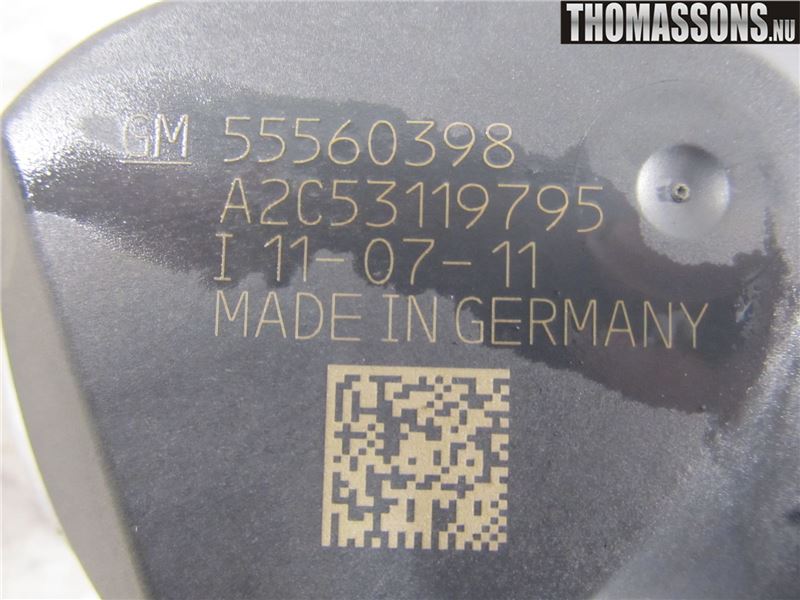 THOMASSONS.NU
GM 55560398
A2C53119795
I 11-07-11
MADE IN GERMANY